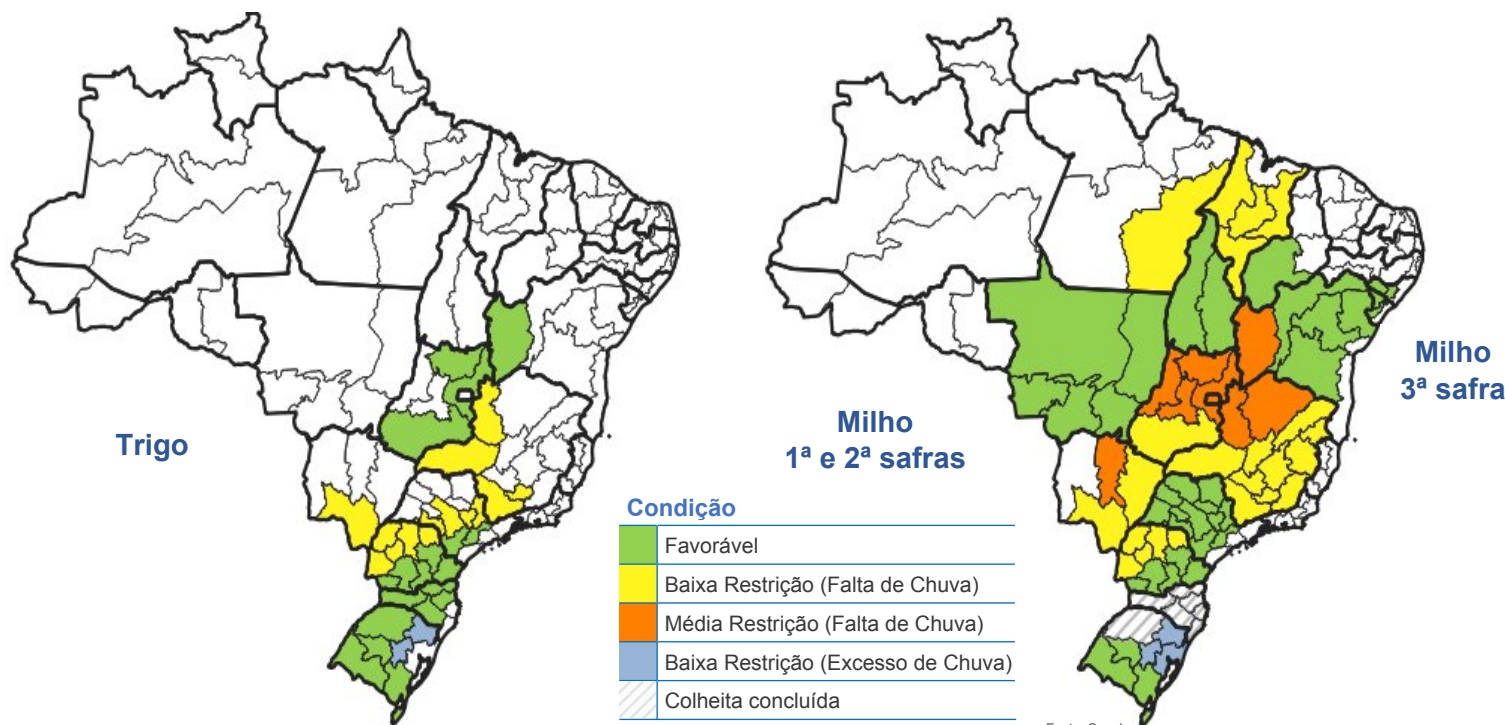 Trigo
Milho
1ª e 2ª safras
Milho
3ª safra
Condição
Favorável
Baixa Restrição (Falta de Chuva)
Média Restrição (Falta de Chuva)
Baixa Restrição (Excesso de Chuva)
Colheita concluída